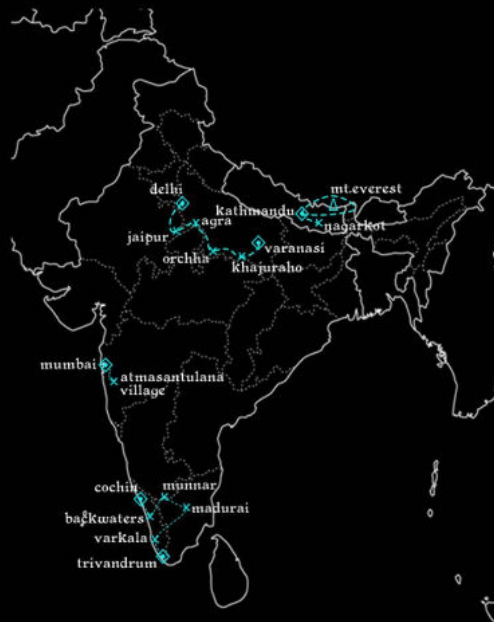 delhi
mt.everest
kathmandu
agra
nagarkot
jaipur
varanasi
orchha
khajuraho
mumbai
atmasantulana
village
cochin
munnar
madurai
backwaters
varkala
trivandrum